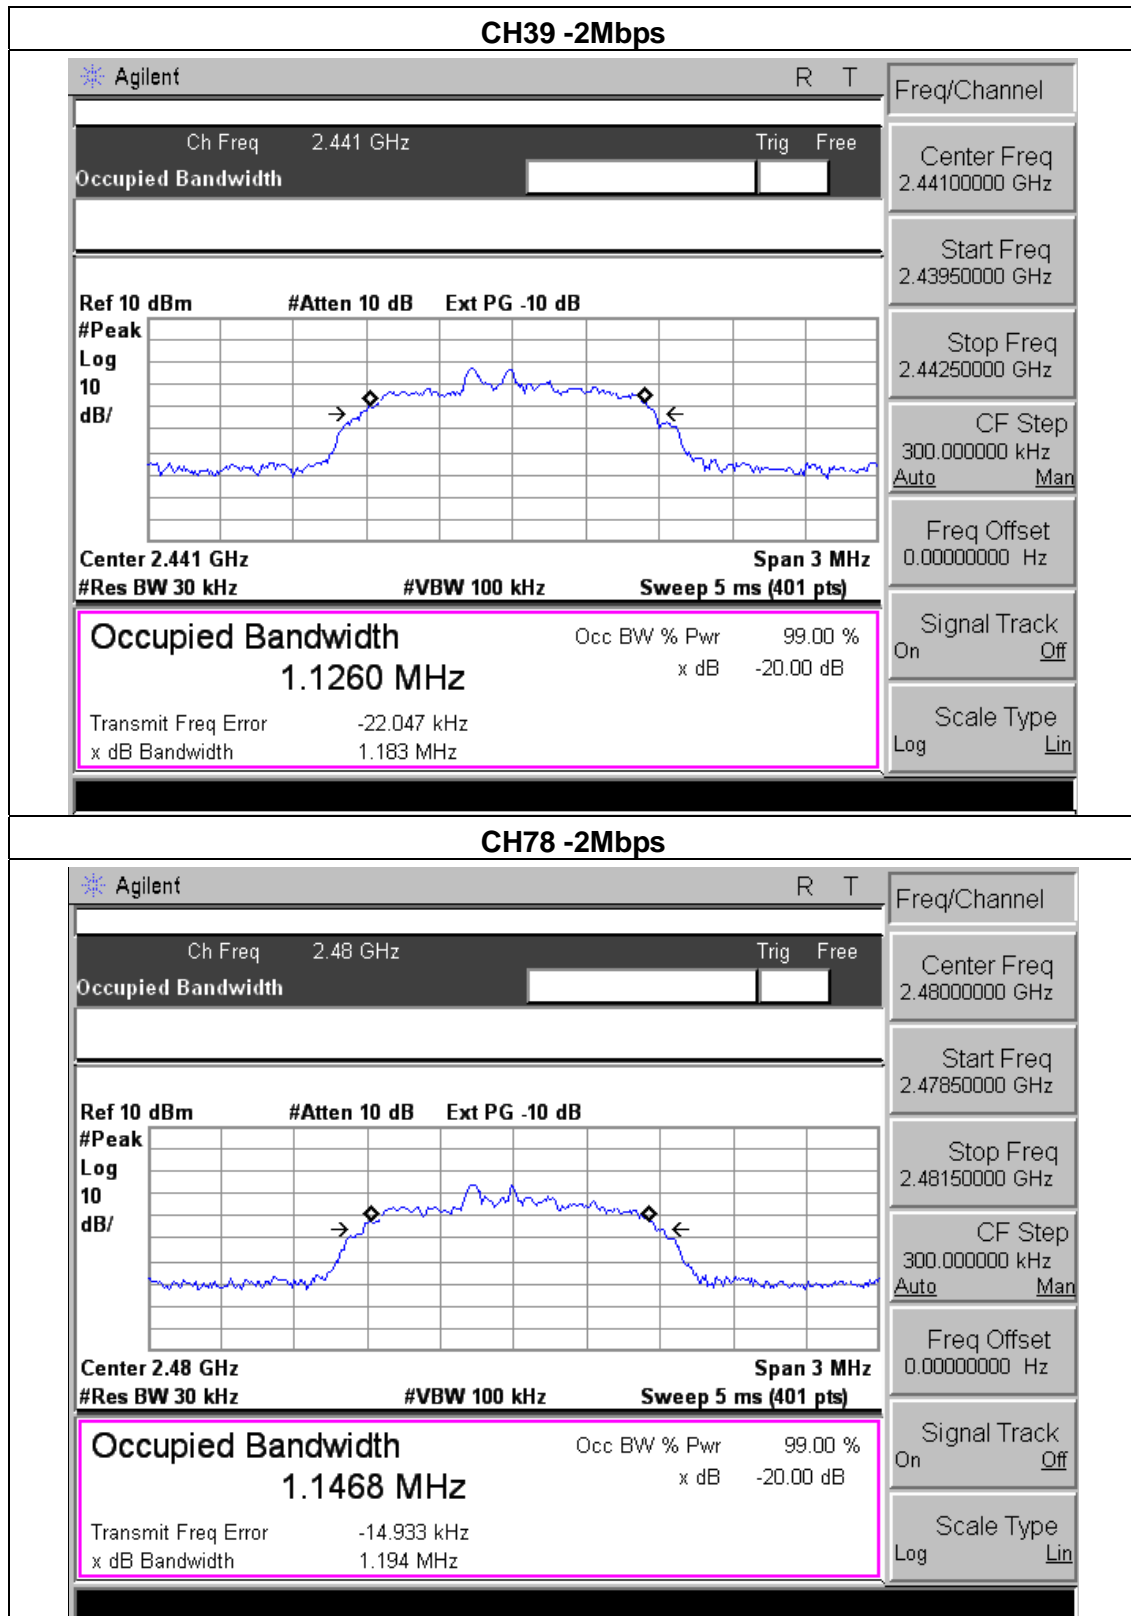 CH39 -2Mbps
Agilent R T
Freq/Channel
Ch Freq 2.441 GHz Trig Free
Occupied Bandwidth
Center Freq
2.44100000 GHz
Start Freq
2.43950000 GHz
Ref 10 dBm #Atten 10 dB Ext PG -10 dB
#Peak
Log
10
dB/
Stop Freq
2.44250000 GHz
CF Step
300.000000 kHz
Auto Man
Freq Offset
0.00000000 Hz
Center 2.441 GHz Span 3 MHz
#Res BW 30 kHz #VBW 100 kHz Sweep 5 ms (401 pts)
Occupied Bandwidth Occ BW % Pwr 99.00 %
1.1260 MHz x dB -20.00 dB
Transmit Freq Error -22.047 kHz
x dB Bandwidth 1.183 MHz
Signal Track
On Off
Scale Type
Log Lin
CH78 -2Mbps
Agilent R T
Freq/Channel
Ch Freq 2.48 GHz Trig Free
Occupied Bandwidth
Center Freq
2.48000000 GHz
Start Freq
2.47850000 GHz
Ref 10 dBm #Atten 10 dB Ext PG -10 dB
#Peak
Log
10
dB/
Stop Freq
2.48150000 GHz
CF Step
300.000000 kHz
Auto Man
Freq Offset
0.00000000 Hz
Center 2.48 GHz Span 3 MHz
#Res BW 30 kHz #VBW 100 kHz Sweep 5 ms (401 pts)
Occupied Bandwidth Occ BW % Pwr 99.00 %
1.1468 MHz x dB -20.00 dB
Transmit Freq Error -14.933 kHz
x dB Bandwidth 1.194 MHz
Signal Track
On Off
Scale Type
Log Lin